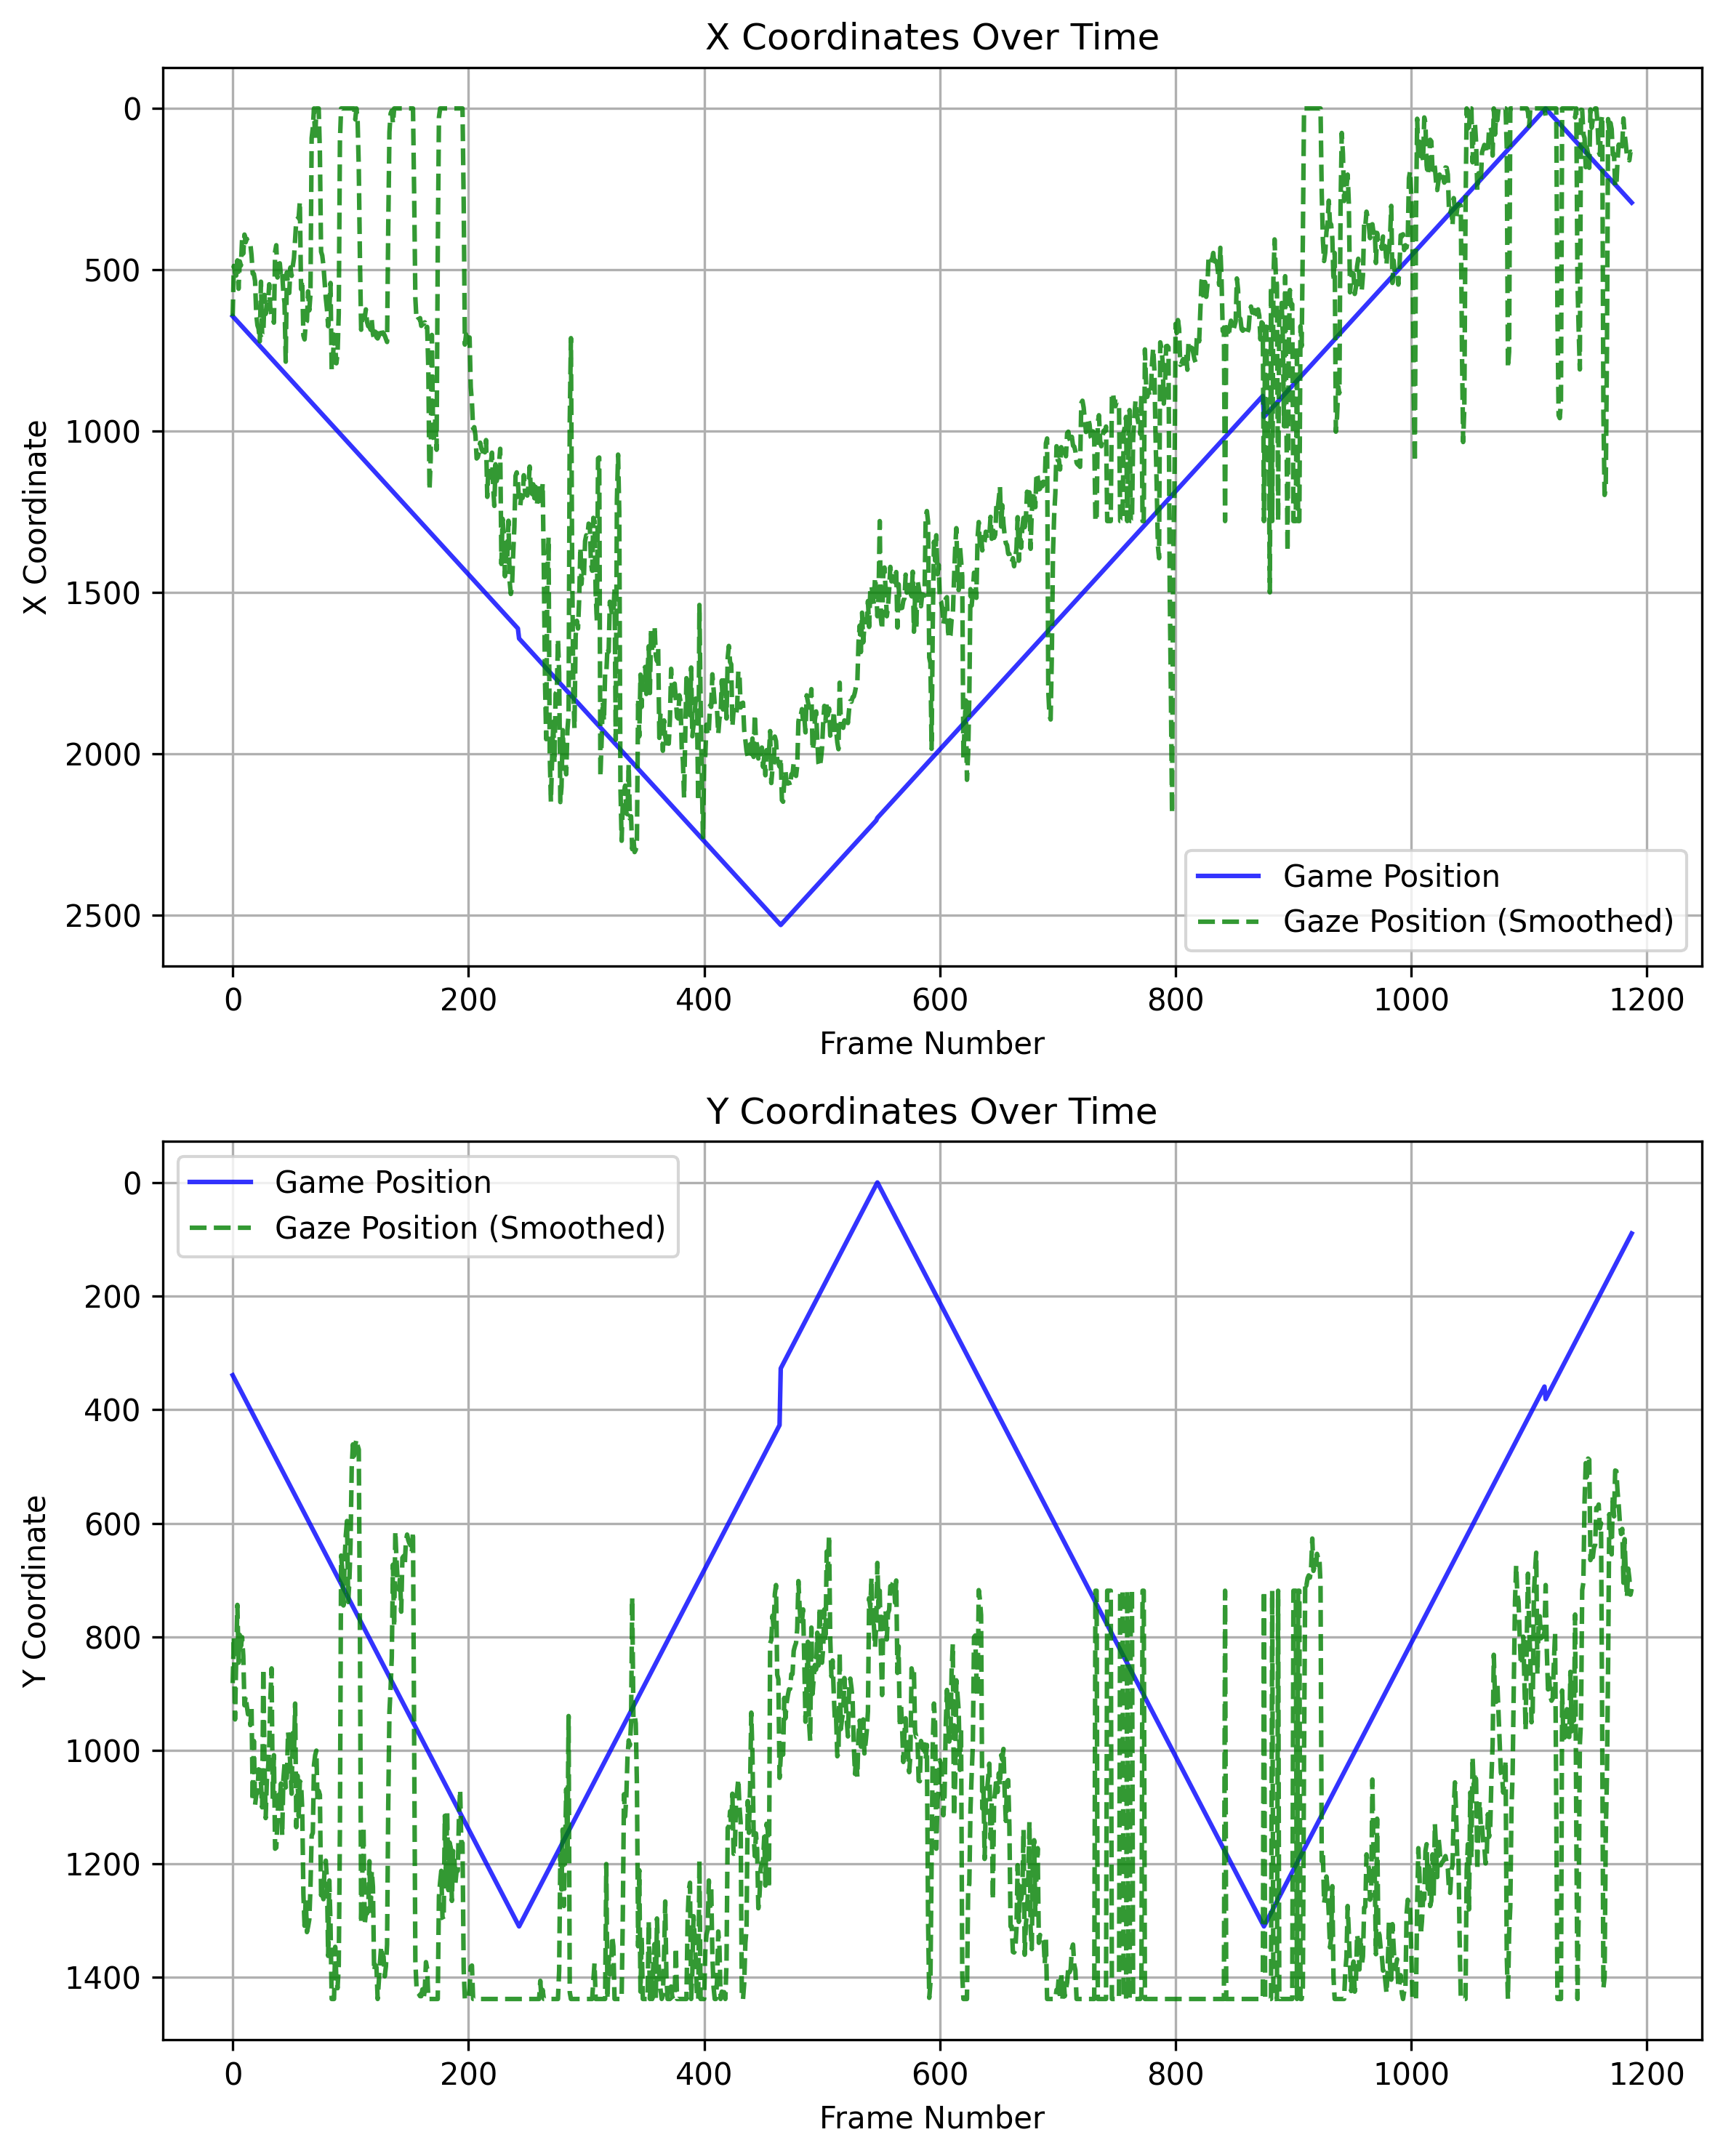 X Coordinates Over Time
0
500
1000
1500
2000
2500
X Coordinate
Game Position
Gaze Position (Smoothed)
0 200 400 600 800 1000 1200
Frame Number
Y Coordinates Over Time
Game Position
Gaze Position (Smoothed)
0
200
400
600
800
1000
1200
1400
Y Coordinate
0 200 400 600 800 1000 1200
Frame Number